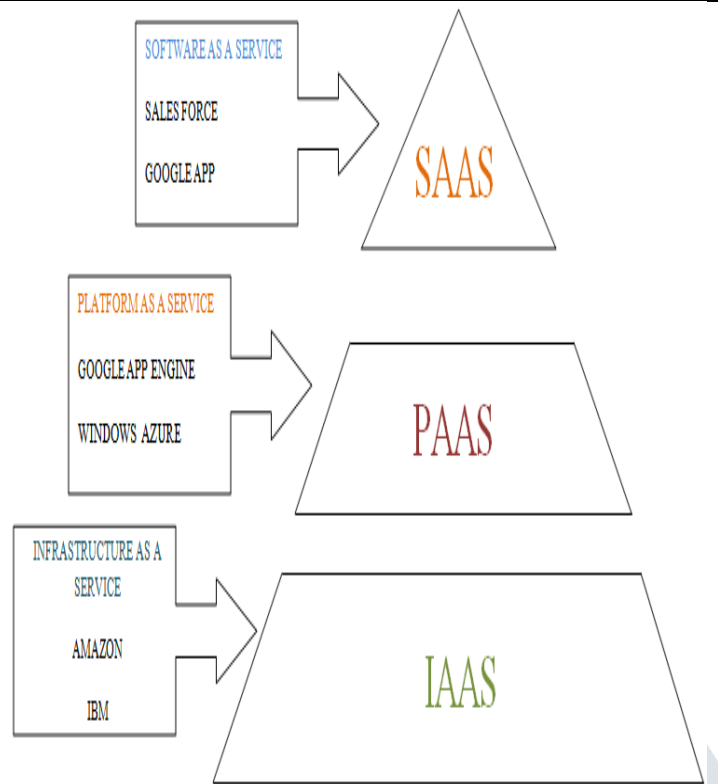 SOFTWARE AS A SERVICE
SALES FORCE
GOOGLE APP
SAAS
PLATFORM AS A SERVICE
GOOGLE APP ENGINE
WINDOWS AZURE
PAAS
INFRASTRUCTURE AS A
SERVICE
AMAZON
IBM
IAAS